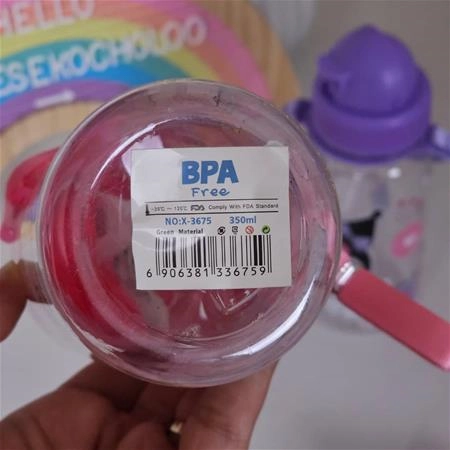 HELLO
ESEKOCHOLOO
BPA
Free
-20℃ ~ 120℃ FDA Comply With FDA Standard
NO:X-3675 350ml
Green Material
6 906381 336759